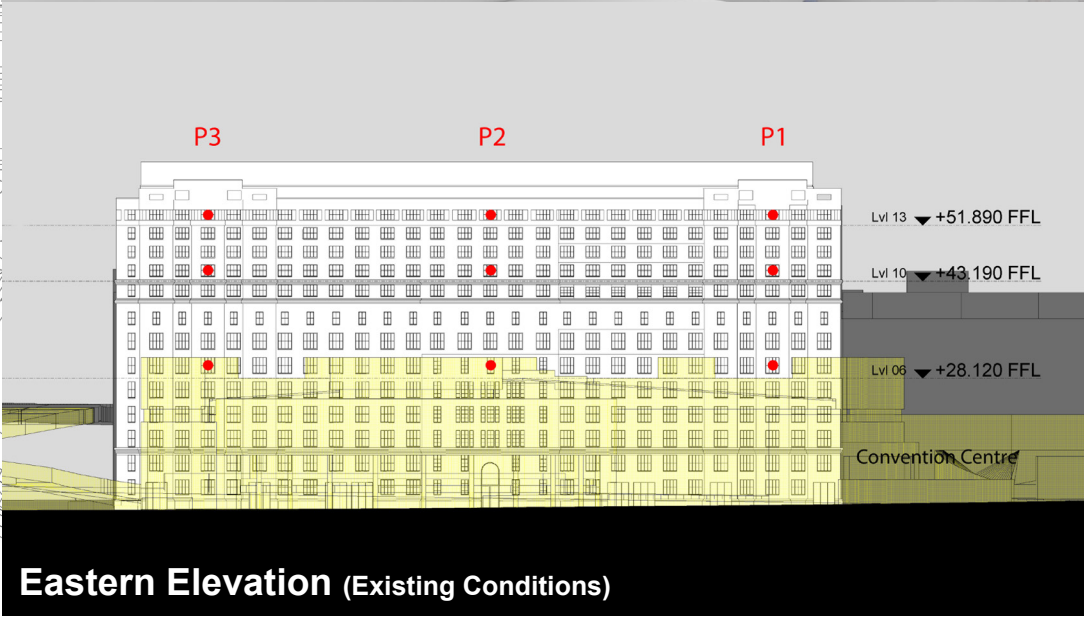 P3 P2 P1
Lvl 13 +51.890 FFL
Lvl 10 +43.190 FFL
Lvl 06 +28.120 FFL
Convention Centre
Eastern Elevation (Existing Conditions)